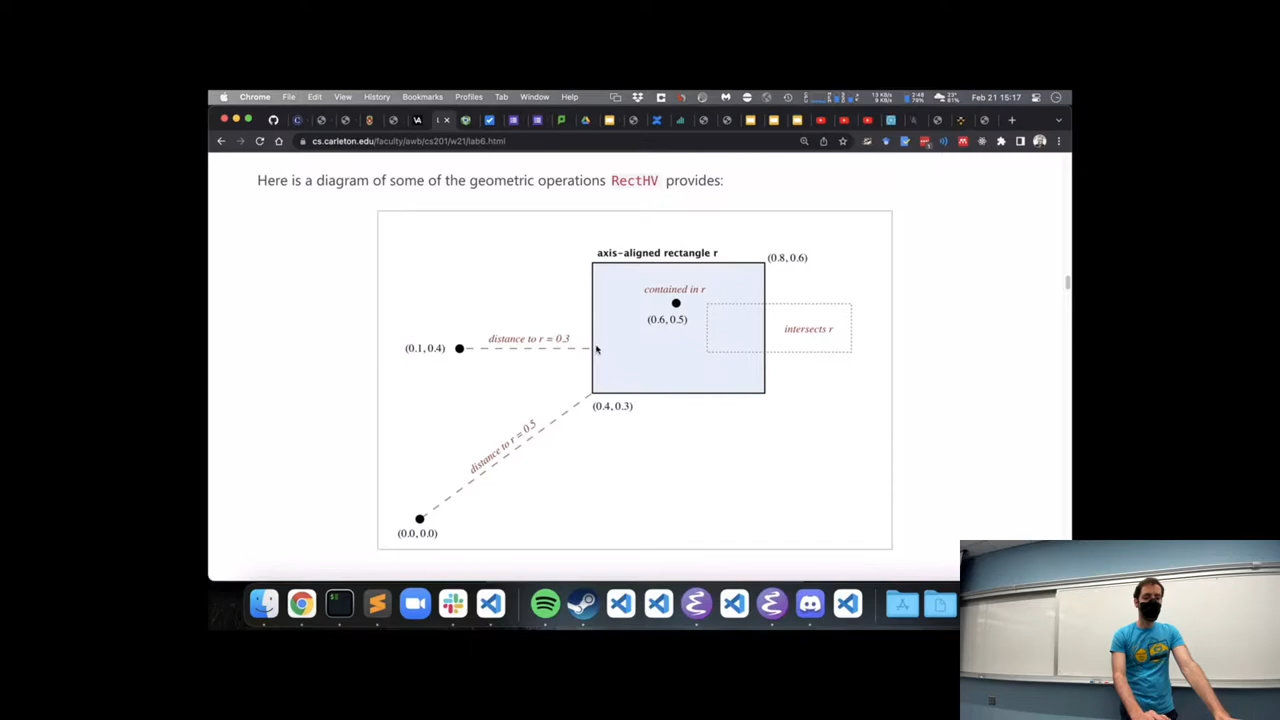 Chrome File Edit View History Bookmarks Profiles Tab Window Help Feb 21 15:17
cs.carleton.edu/faculty/awb/cs201/w21/lab6.html
Here is a diagram of some of the geometric operations RectHV provides:
axis-aligned rectangle r
(0.8, 0.6)
contained in r
(0.6, 0.5)
intersects r
distance to r = 0.3
(0.1, 0.4)
(0.4, 0.3)
distance to r = 0.5
(0.0, 0.0)